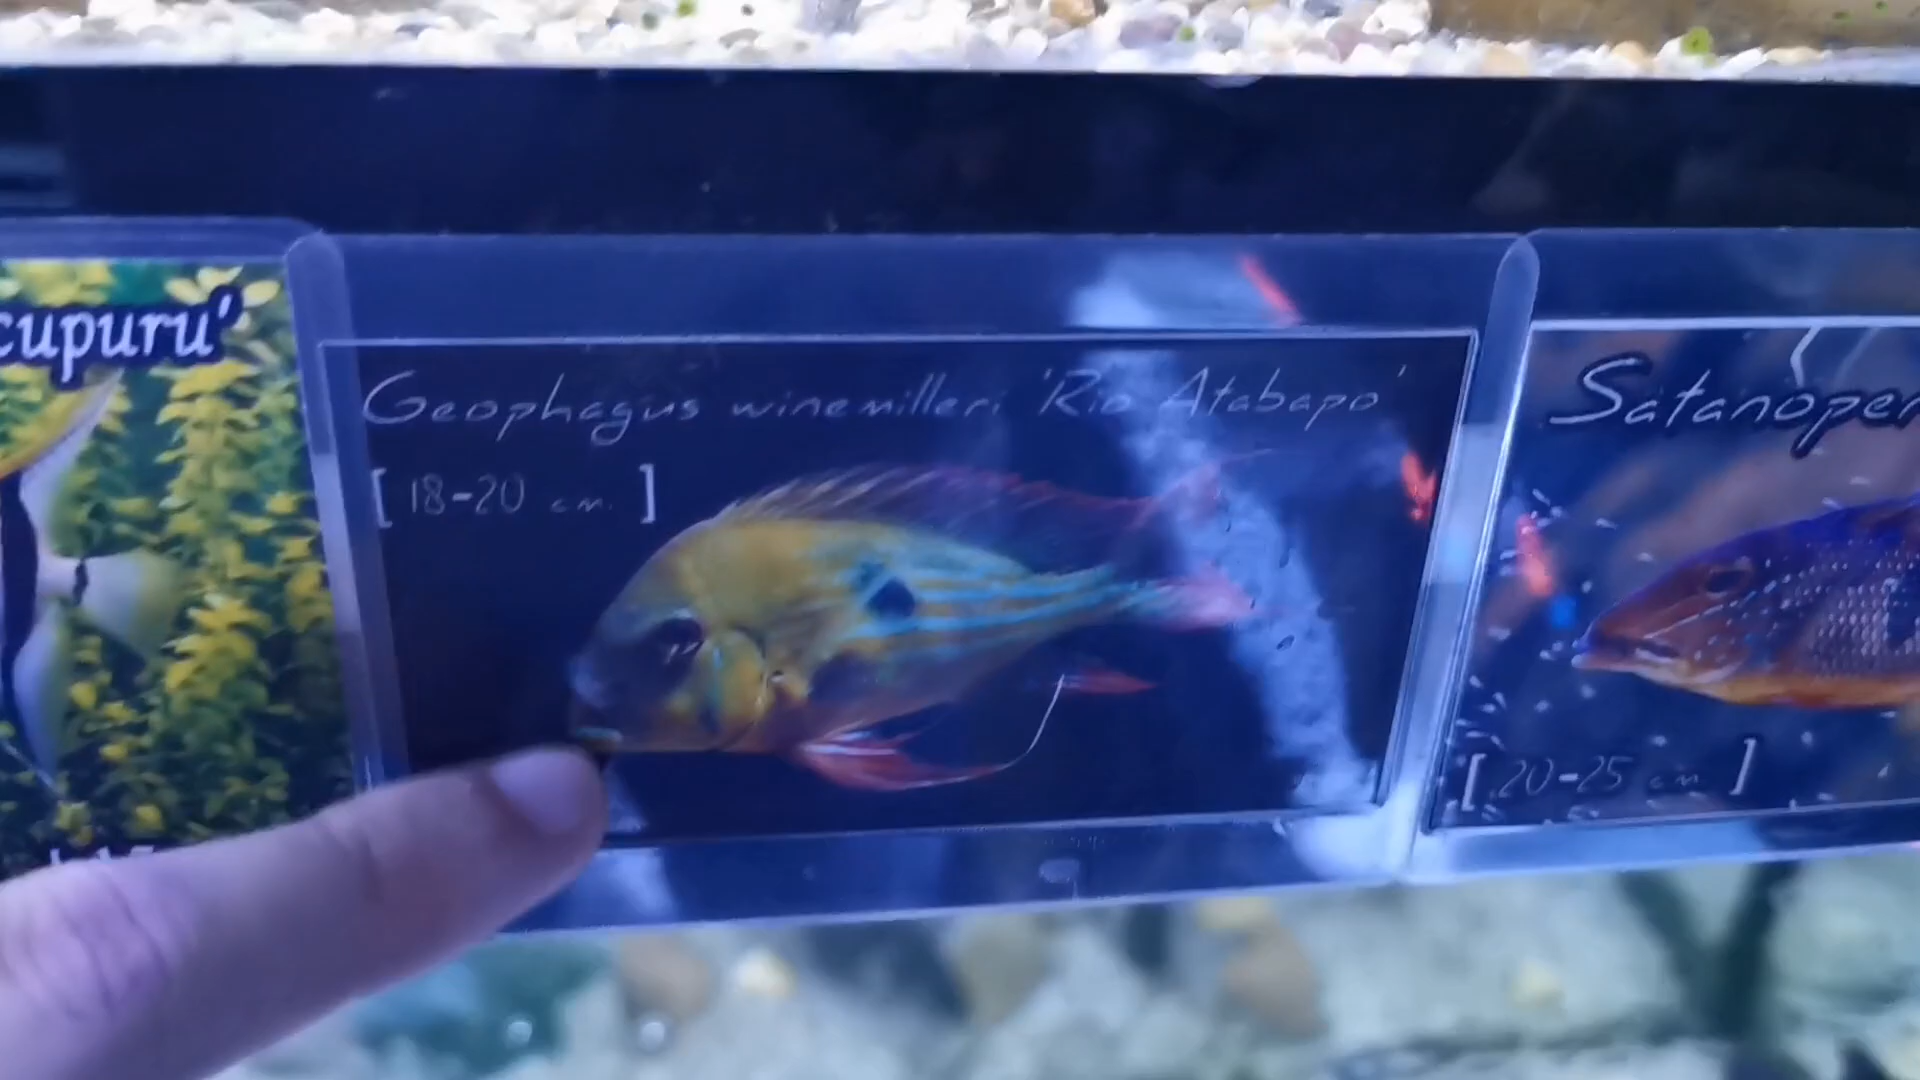 cupuru'
Geophagus winemilleri 'Rio Atabapo'
[ 18-20 cm. ]
Satanoper
[ 20-25 cm. ]